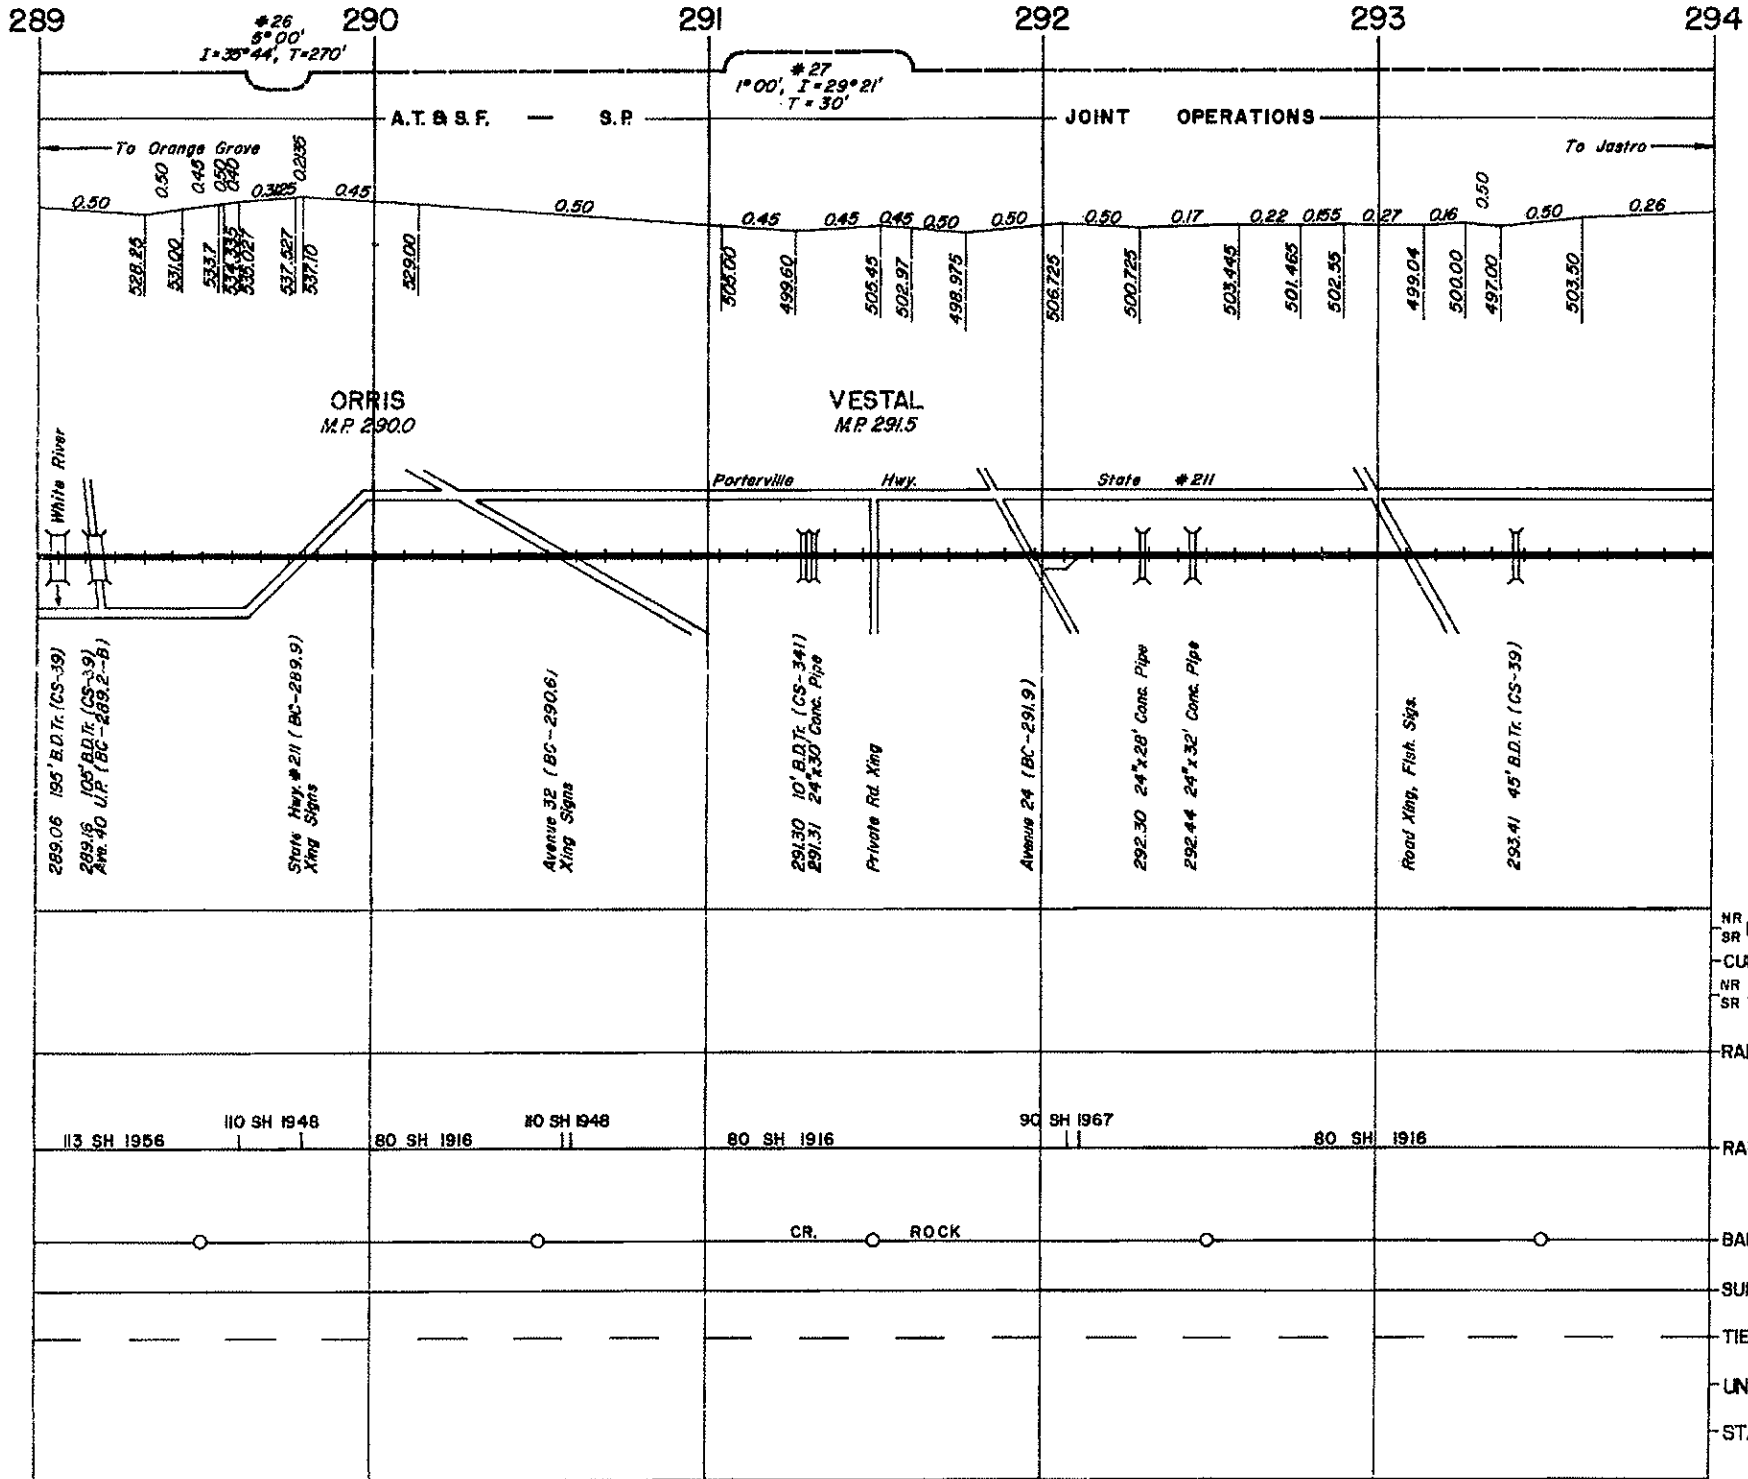 289 290 291 292 293 294
#26
5°00'
I=35°44', T=270'
#27
1°00', I=29°21'
T=30'
A.T. & S.F. — S.P. JOINT OPERATIONS
To Orange Grove
To Jastro
0.50 0.50 0.45 0.50 0.40 0.3125 0.2135 0.45 0.50 0.45 0.45 0.45 0.50 0.50 0.50 0.17 0.22 0.155 0.27 0.16 0.50 0.50 0.26
528.25 531.00 533.7 534.335 535.027 537.527 537.10 529.00 505.00 499.60 505.45 502.97 498.975 506.725 500.725 503.445 501.465 502.55 499.04 500.00 497.00 503.50
ORRIS
M.P. 290.0
VESTAL
M.P. 291.5
White River
Porterville Hwy. State #211
289.06 195' B.D.Tr. (CS-39)
289.16 105' B.D.Tr. (CS-39)
Ave. 40 U.P. (BC-289.2-B)
State Hwy. #211 (BC-289.9)
Xing Signs
Avenue 32 (BC-290.6)
Xing Signs
291.30 10' B.D.Tr. (CS-341)
291.31 24"x30' Conc. Pipe
Private Rd. Xing
Avenue 24 (BC-291.9)
292.30 24"x28' Conc. Pipe
292.44 24"x32' Conc. Pipe
Road Xing, Flsh. Sigs.
293.41 45' B.D.Tr. (CS-39)
NR
SR
CU
NR
SR
RA
113 SH 1956 110 SH 1948 80 SH 1916 110 SH 1948 80 SH 1916 90 SH 1967 80 SH 1916
RA
CR. ROCK
BA
SU
TIE
UN
ST